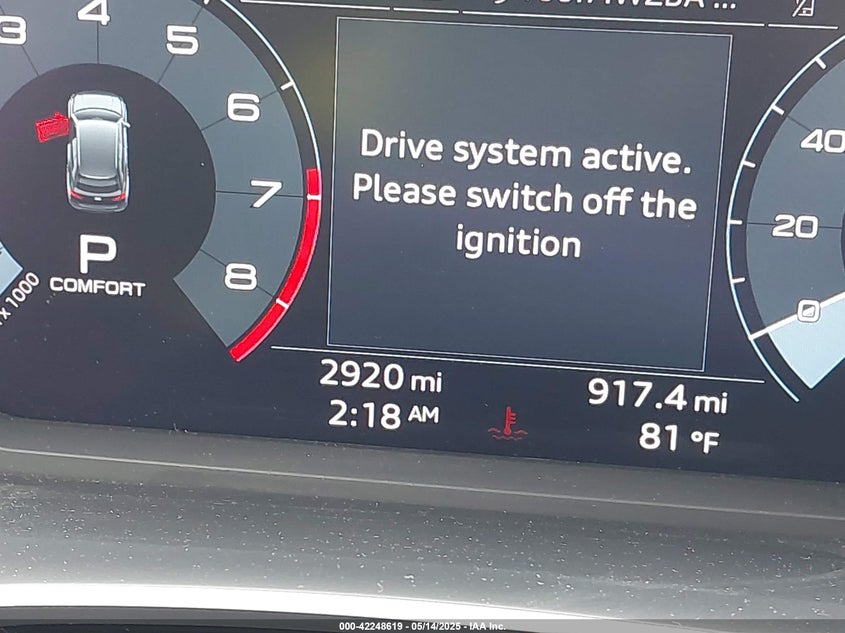 3 4 5 6 7 8
x 1000
P
COMFORT
Drive system active.
Please switch off the
ignition
40
20
0
2920 mi
917.4 mi
2:18 AM
81 °F
000-42248619 - 05/14/2025 - IAA Inc.